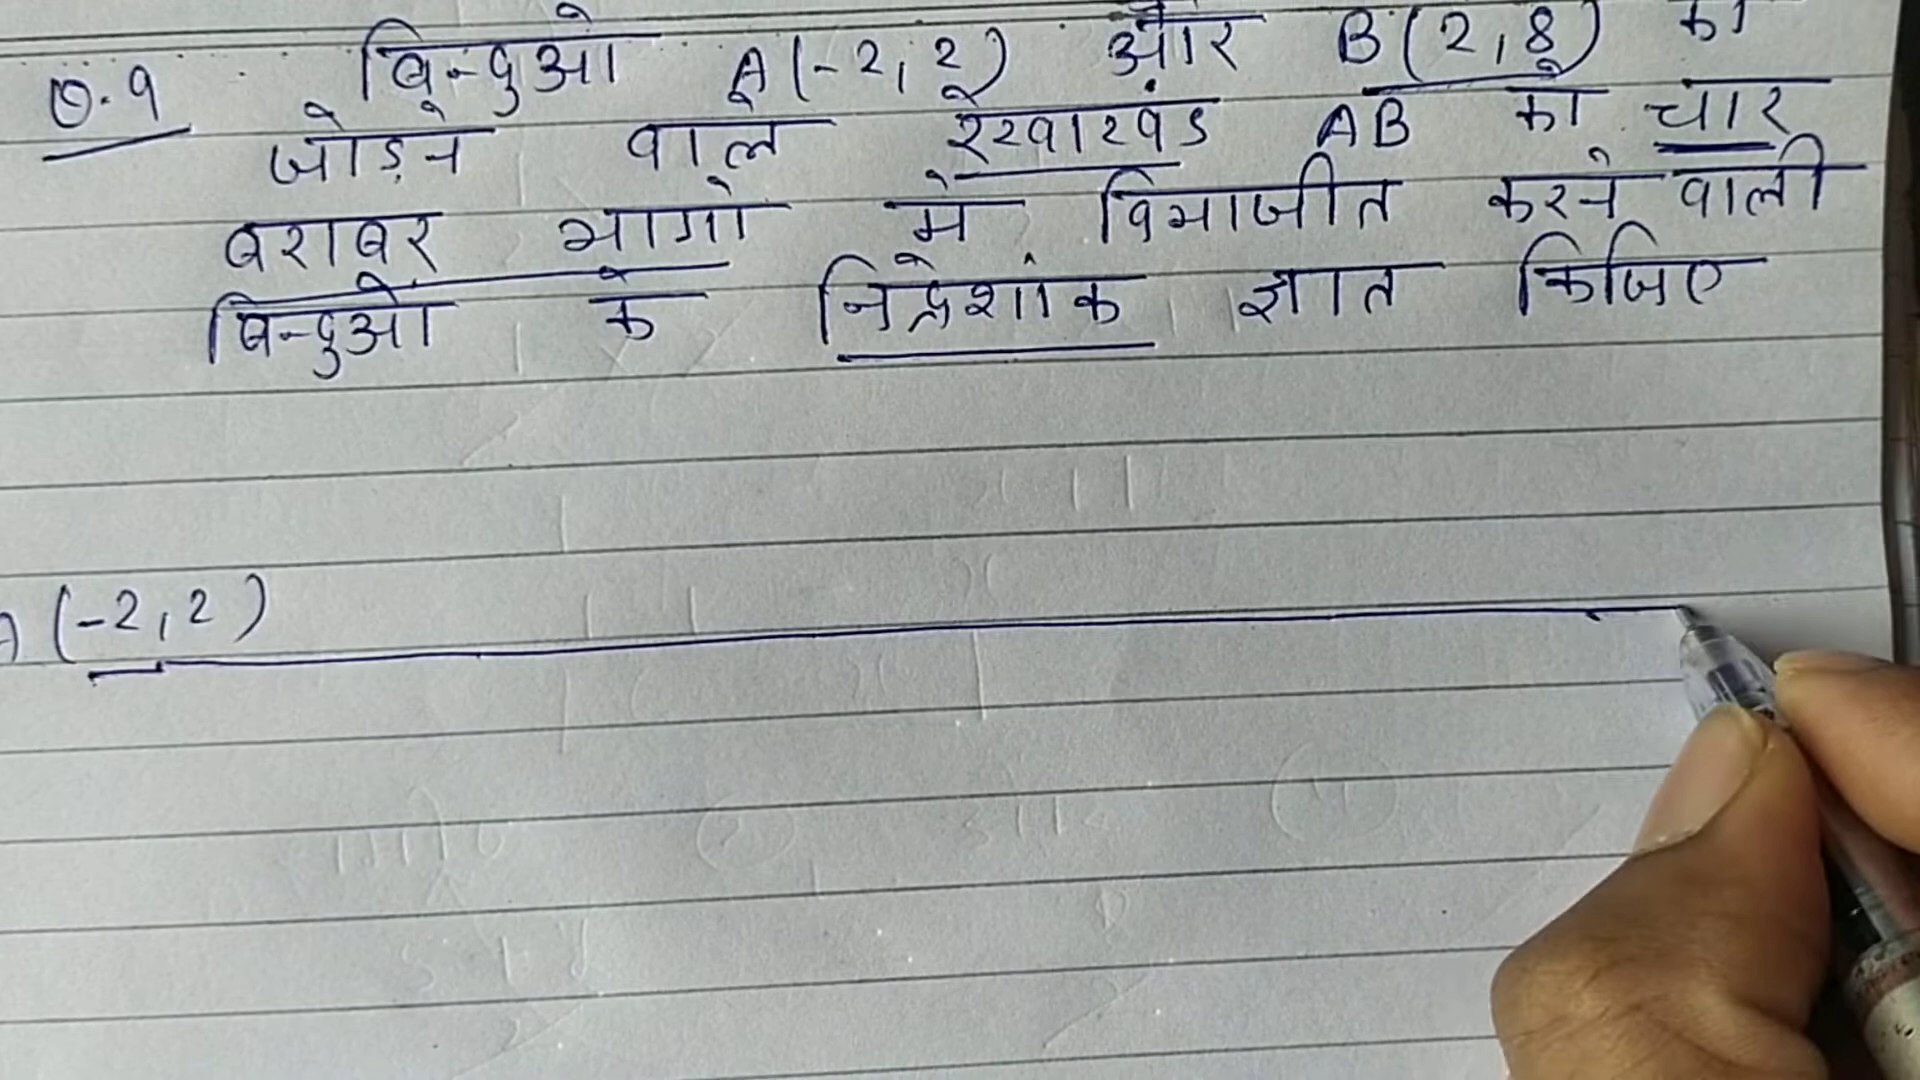 Q.9 बिन्दुओ A(-2,2) और B(2,8) को
जोड़ने वाले रेखाखंड AB को चार
बराबर भागो में विभाजीत करने वाली
बिन्दुओ के निर्देशांक ज्ञात किजिए
A (-2,2)